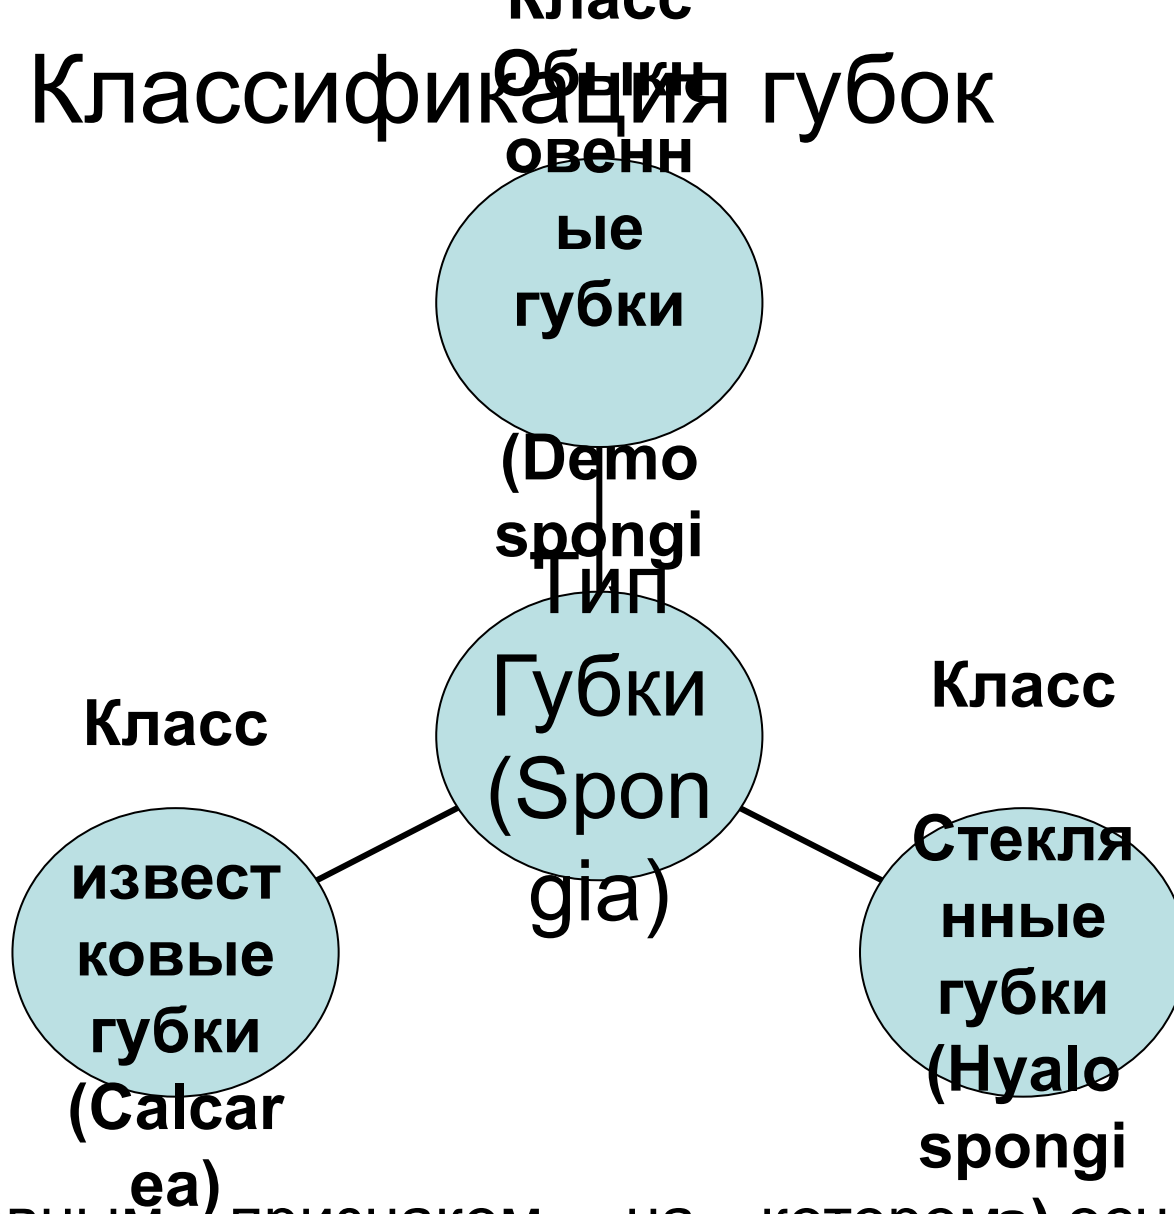 Классификация губок
Класс
Обыкн
овенн
ые
губки
(Demo
spongi
Тип
Губки
(Spon
gia)
Класс
извест
ковые
губки
(Calcar
ea)
Класс
Стекля
нные
губки
(Hyalo
spongi
признаком на котором